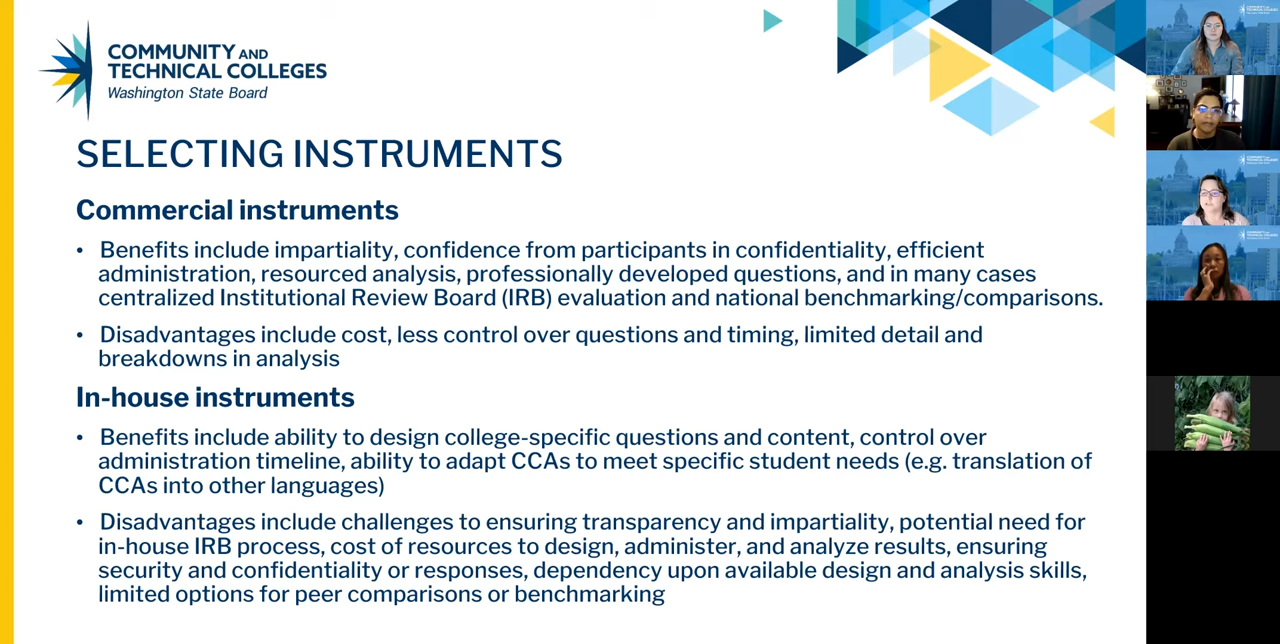 COMMUNITY AND
TECHNICAL COLLEGES
Washington State Board
SELECTING INSTRUMENTS
Commercial instruments
• Benefits include impartiality, confidence from participants in confidentiality, efficient
administration, resourced analysis, professionally developed questions, and in many cases
centralized Institutional Review Board (IRB) evaluation and national benchmarking/comparisons.
• Disadvantages include cost, less control over questions and timing, limited detail and
breakdowns in analysis
In-house instruments
• Benefits include ability to design college-specific questions and content, control over
administration timeline, ability to adapt CCAs to meet specific student needs (e.g. translation of
CCAs into other languages)
• Disadvantages include challenges to ensuring transparency and impartiality, potential need for
in-house IRB process, cost of resources to design, administer, and analyze results, ensuring
security and confidentiality or responses, dependency upon available design and analysis skills,
limited options for peer comparisons or benchmarking